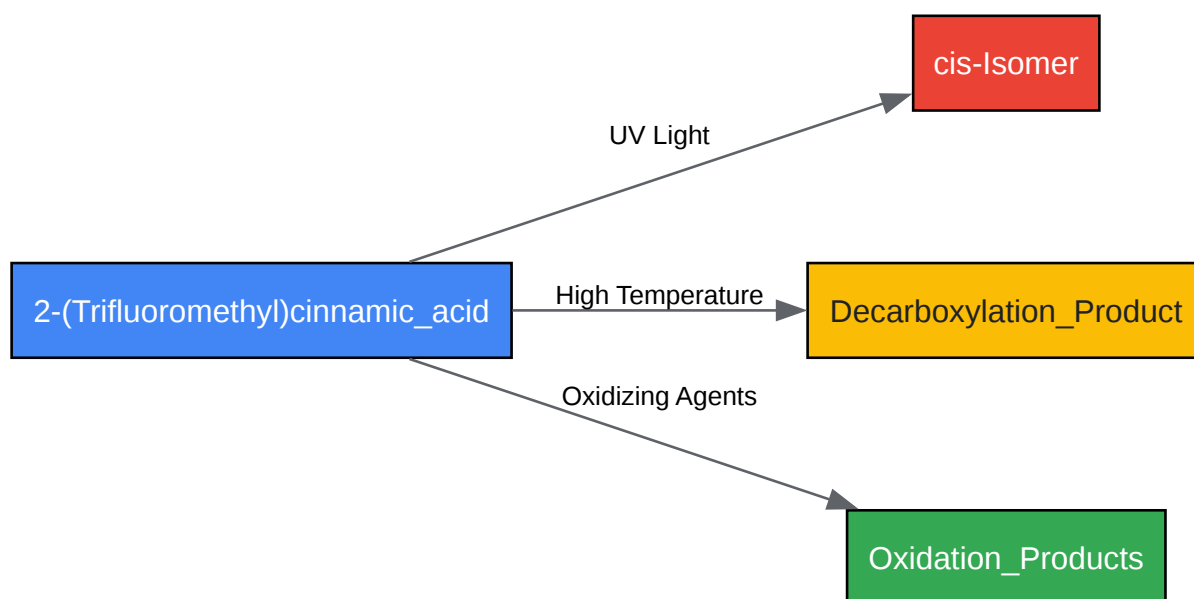 cis-Isomer
UV Light
2-(Trifluoromethyl)cinnamic_acid
High Temperature
Decarboxylation_Product
Oxidizing Agents
Oxidation_Products